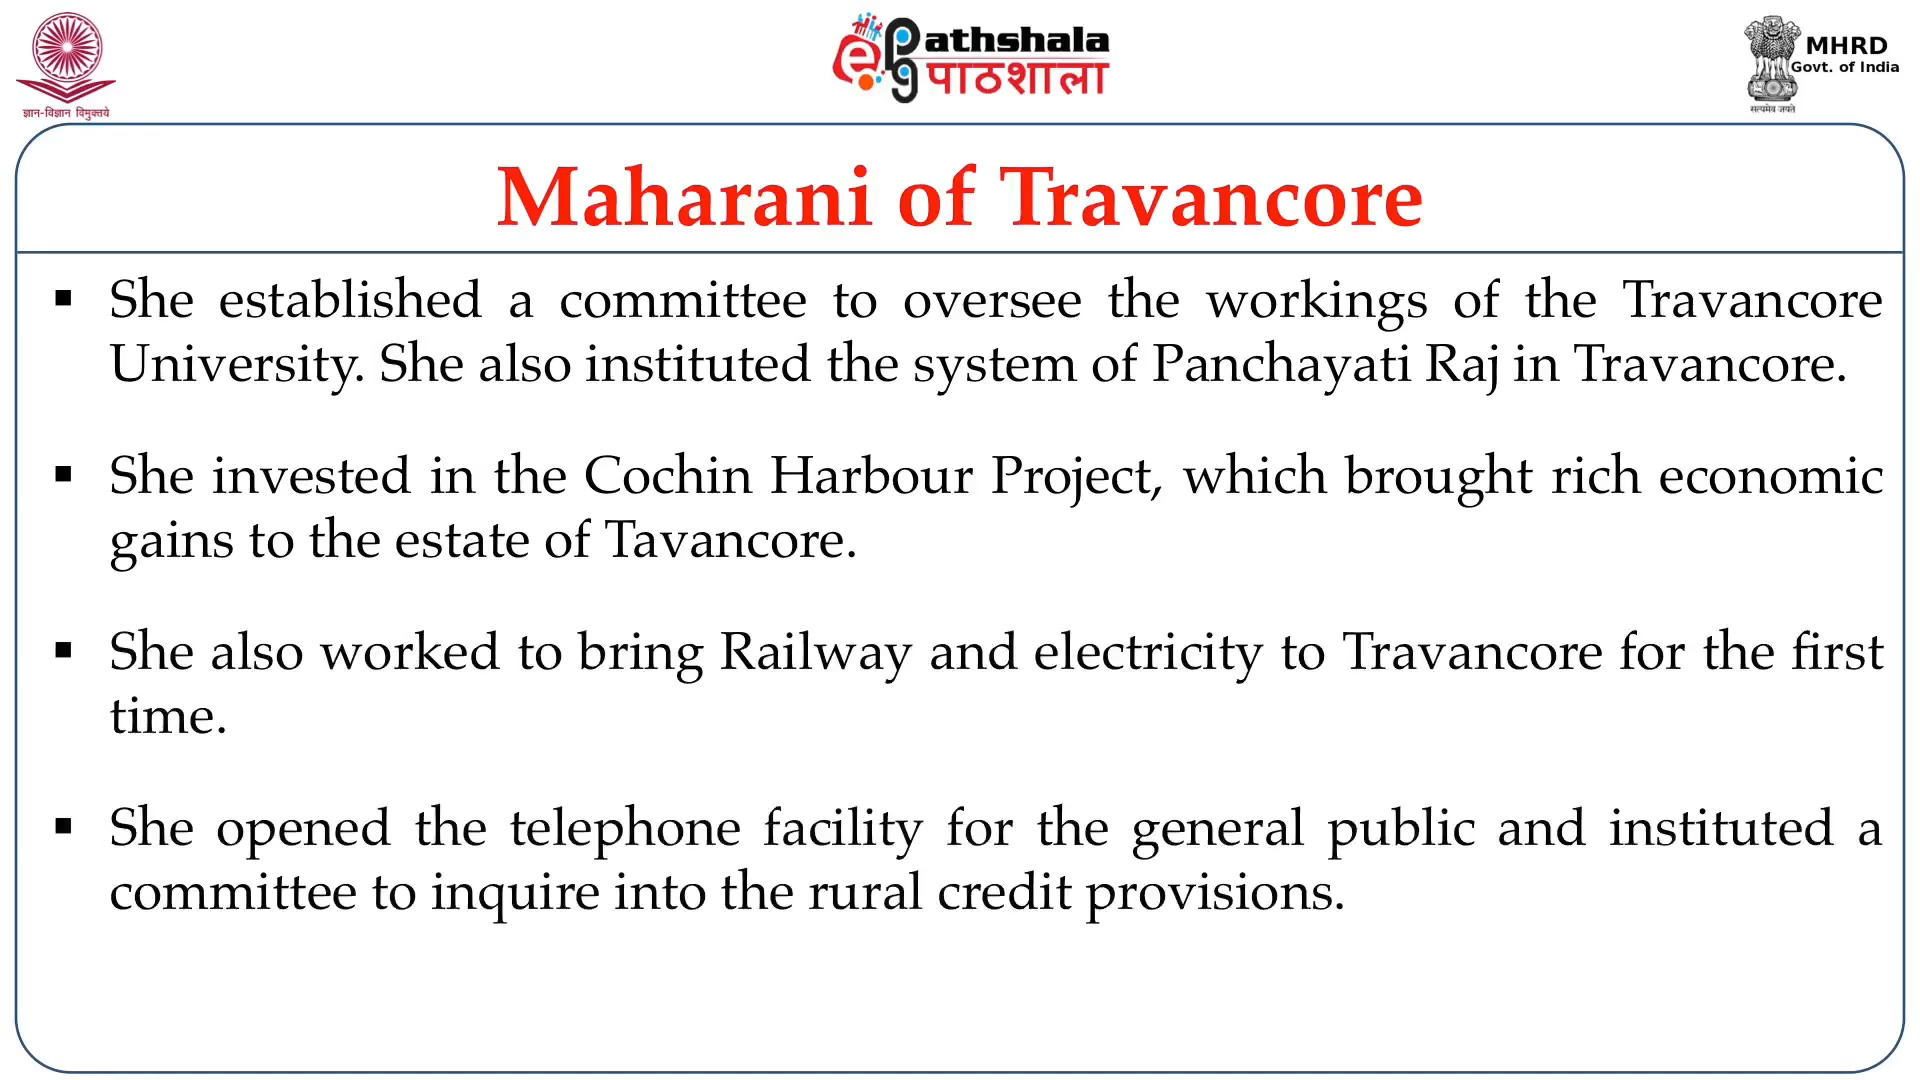 ज्ञान-विज्ञान विमुक्तये
ePathshala
पाठशाला
MHRD
Govt. of India
सत्यमेव जयते
Maharani of Travancore
▪ She established a committee to oversee the workings of the Travancore
University. She also instituted the system of Panchayati Raj in Travancore.
▪ She invested in the Cochin Harbour Project, which brought rich economic
gains to the estate of Tavancore.
▪ She also worked to bring Railway and electricity to Travancore for the first
time.
▪ She opened the telephone facility for the general public and instituted a
committee to inquire into the rural credit provisions.